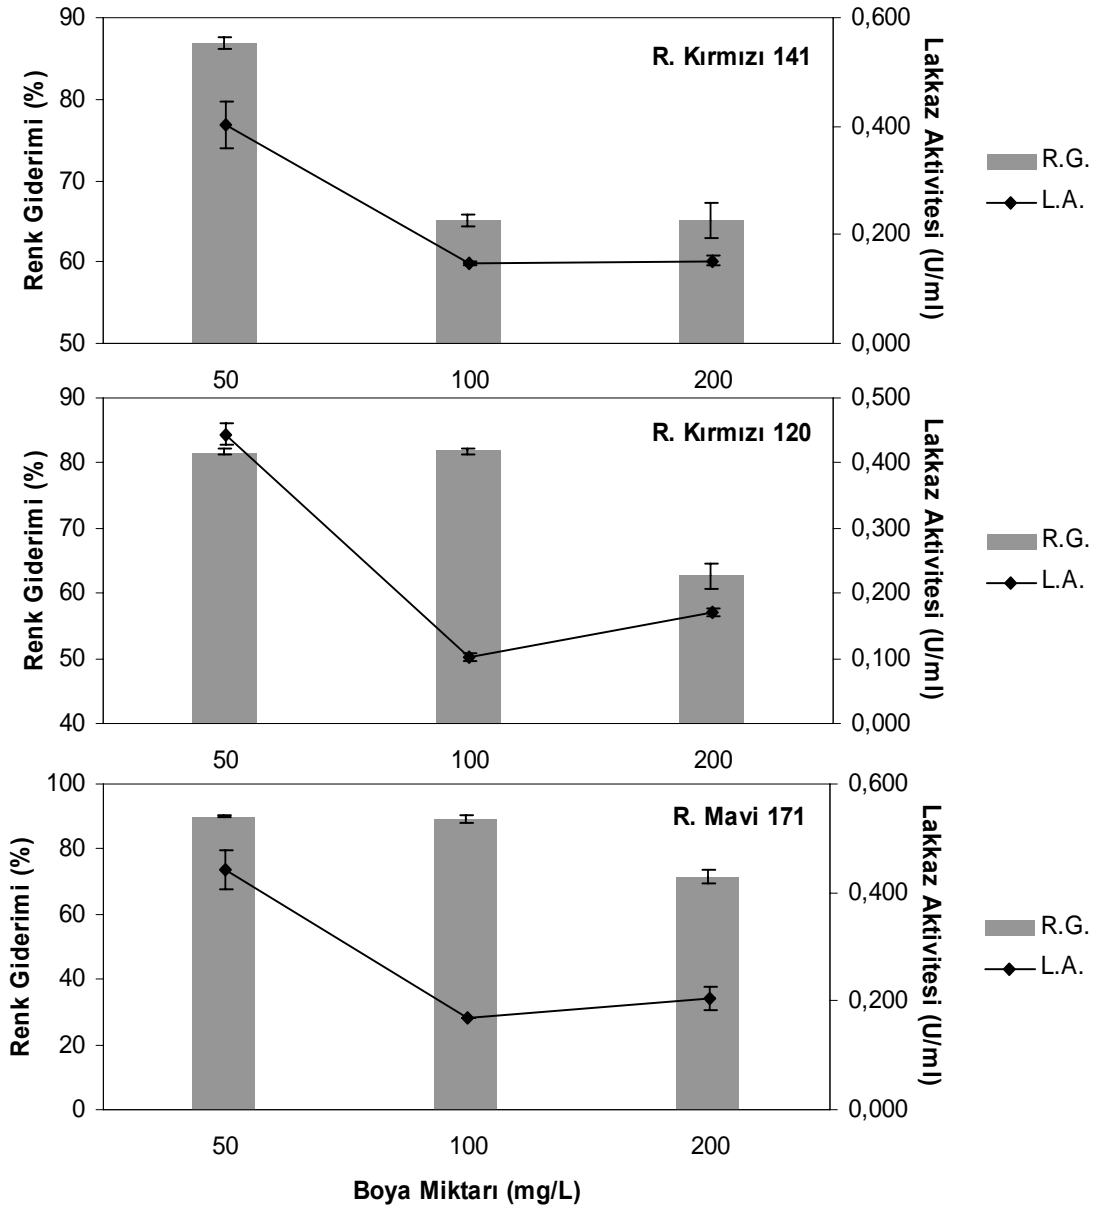 90
80
70
60
50
Renk Giderimi (%)
R. Kırmızı 141
0,600
0,400
0,200
0,000
Lakkaz Aktivitesi (U/ml)
R.G.
L.A.
50 100 200
90
80
70
60
50
40
Renk Giderimi (%)
R. Kırmızı 120
0,500
0,400
0,300
0,200
0,100
0,000
Lakkaz Aktivitesi (U/ml)
R.G.
L.A.
50 100 200
100
80
60
40
20
0
Renk Giderimi (%)
R. Mavi 171
0,600
0,400
0,200
0,000
Lakkaz Aktivitesi (U/ml)
R.G.
L.A.
50 100 200
Boya Miktarı (mg/L)